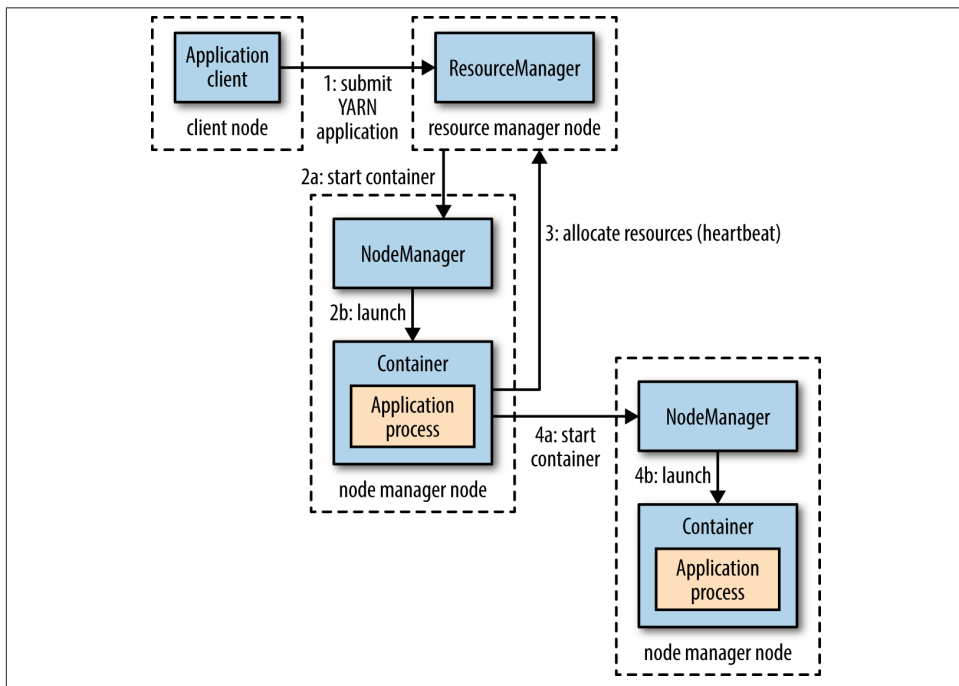 Application
client
client node
1: submit
YARN
application
ResourceManager
resource manager node
2a: start container
NodeManager
2b: launch
Container
Application
process
node manager node
3: allocate resources (heartbeat)
4a: start
container
NodeManager
4b: launch
Container
Application
process
node manager node